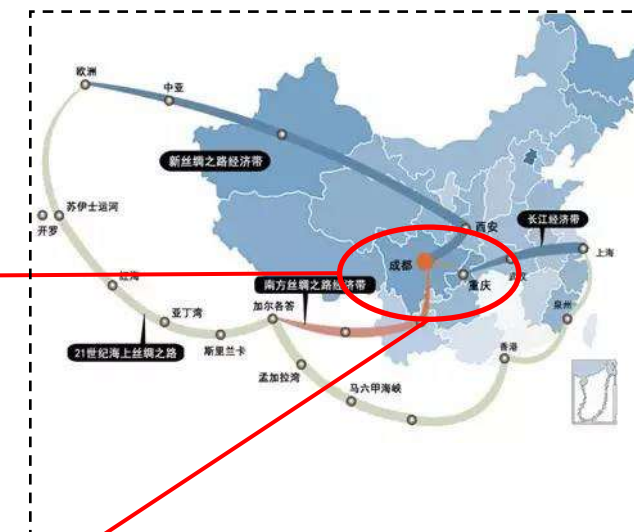 欧洲
中亚
新丝绸之路经济带
苏伊士运河
开罗
西安
长江经济带
上海
成都
武汉
重庆
红海
南方丝绸之路经济带
加尔各答
泉州
亚丁湾
21世纪海上丝绸之路
斯里兰卡
香港
孟加拉湾
马六甲海峡